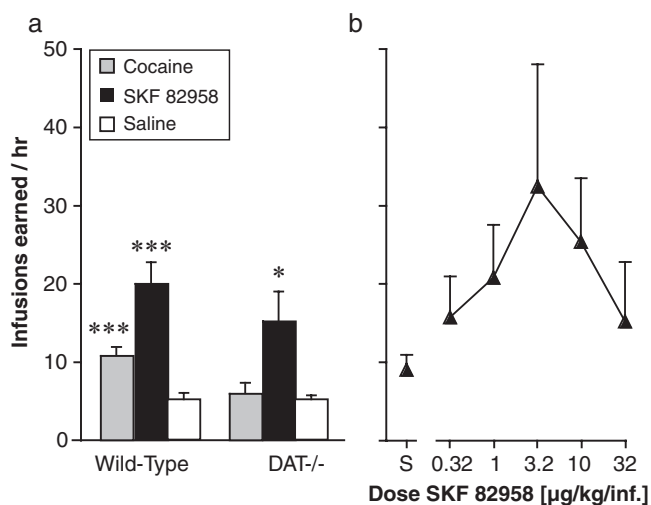 a
b
Infusions earned / hr
50
40
30
20
10
0
Cocaine
SKF 82958
Saline
***
***
*
Wild-Type
DAT-/-
S
0.32
1
3.2
10
32
Dose SKF 82958 [µg/kg/inf.]